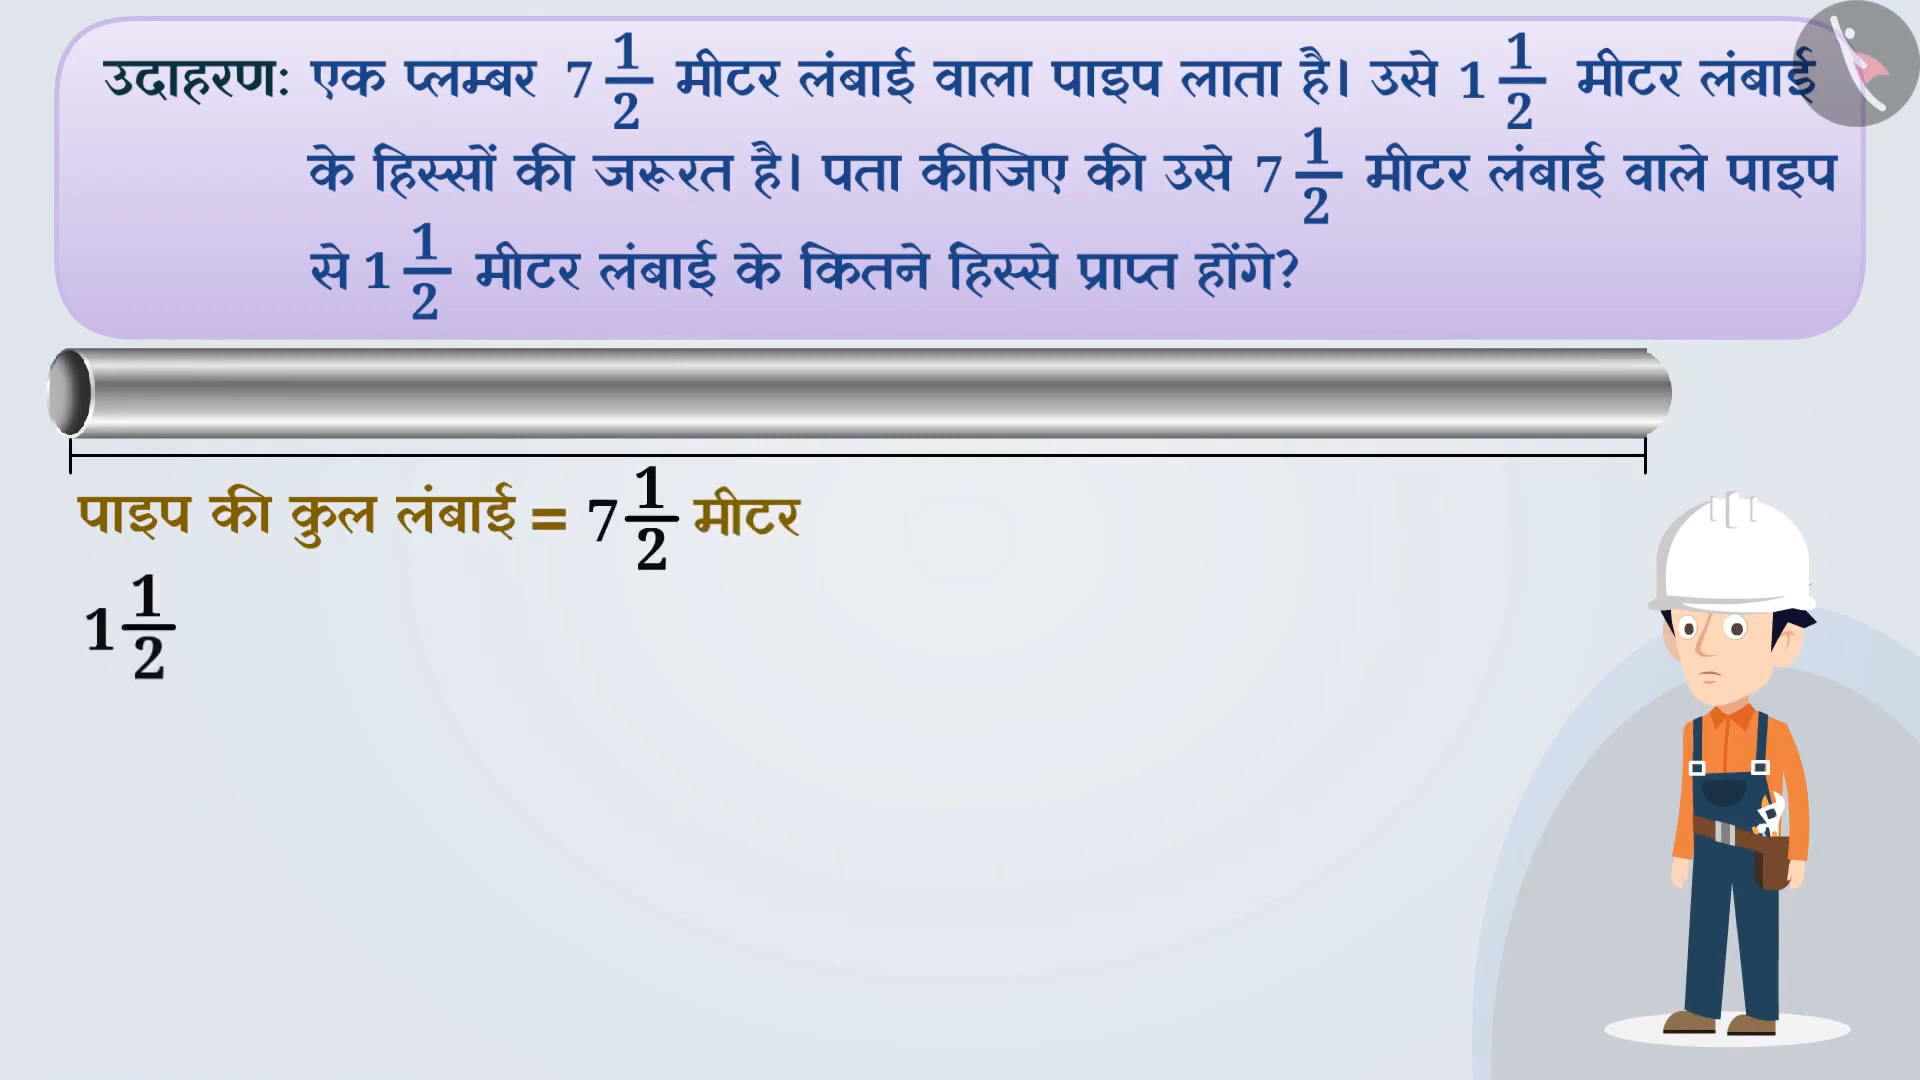 उदाहरण: एक प्लम्बर 7 1/2 मीटर लंबाई वाला पाइप लाता है। उसे 1 1/2 मीटर लंबाई
के हिस्सों की जरूरत है। पता कीजिए की उसे 7 1/2 मीटर लंबाई वाले पाइप
से 1 1/2 मीटर लंबाई के कितने हिस्से प्राप्त होंगे?
पाइप की कुल लंबाई = 7 1/2 मीटर
1 1/2